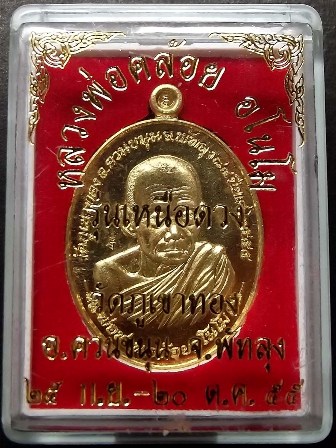 หลวงพ่อคล้อย อโนโม
รุ่นเหนือดวง
วัดภูเขาทอง
อ.ควนขนุน จ.พัทลุง
๒๕ ก.ย.-๒๐ ต.ค. ๕๕